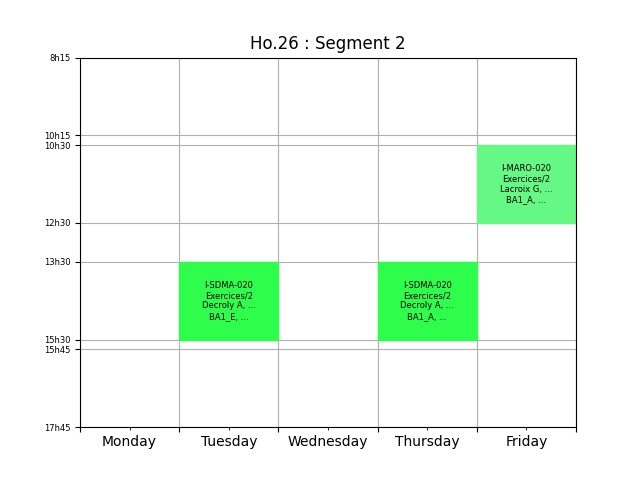 Ho.26 : Segment 2
8h15
10h15
10h30
I-MARO-020
Exercices/2
Lacroix G, ...
BA1_A, ...
12h30
13h30
I-SDMA-020
Exercices/2
Decroly A, ...
BA1_E, ...
I-SDMA-020
Exercices/2
Decroly A, ...
BA1_A, ...
15h30
15h45
17h45
Monday
Tuesday
Wednesday
Thursday
Friday